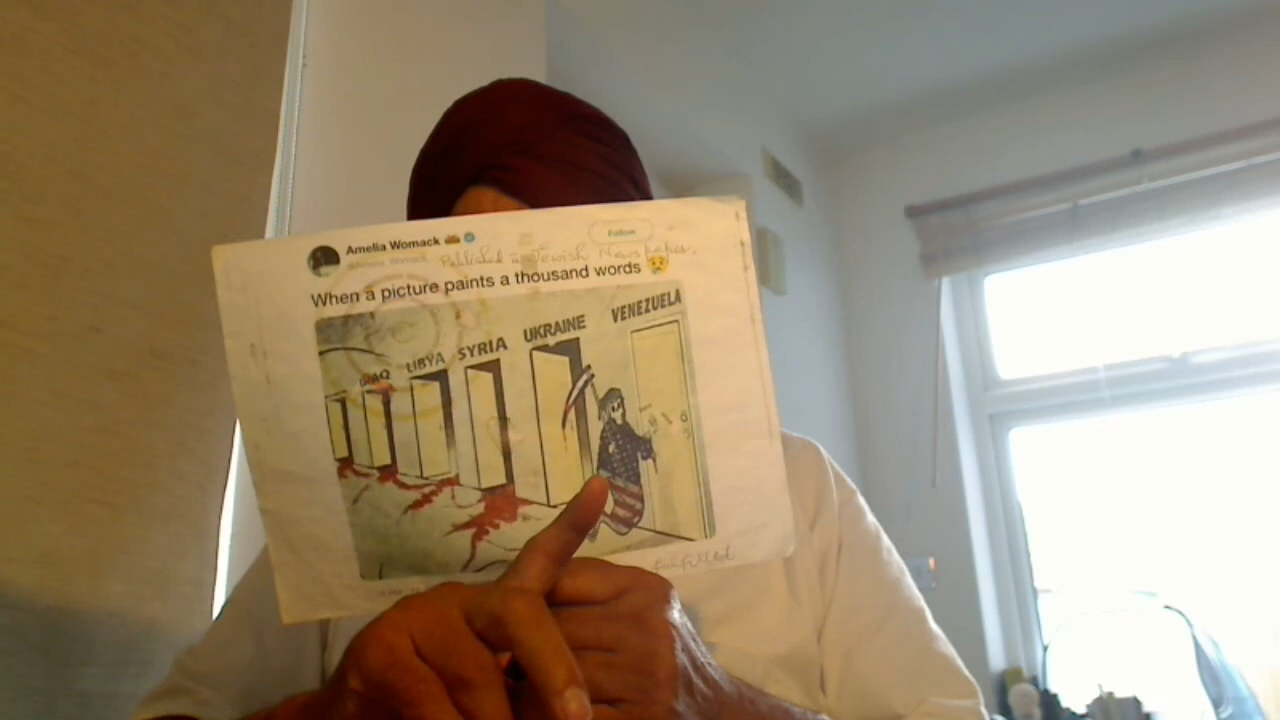 Amelia Womack
Follow
Published in Jewish Newspaper.
When a picture paints a thousand words
IRAQ
LIBYA
SYRIA
UKRAINE
VENEZUELA